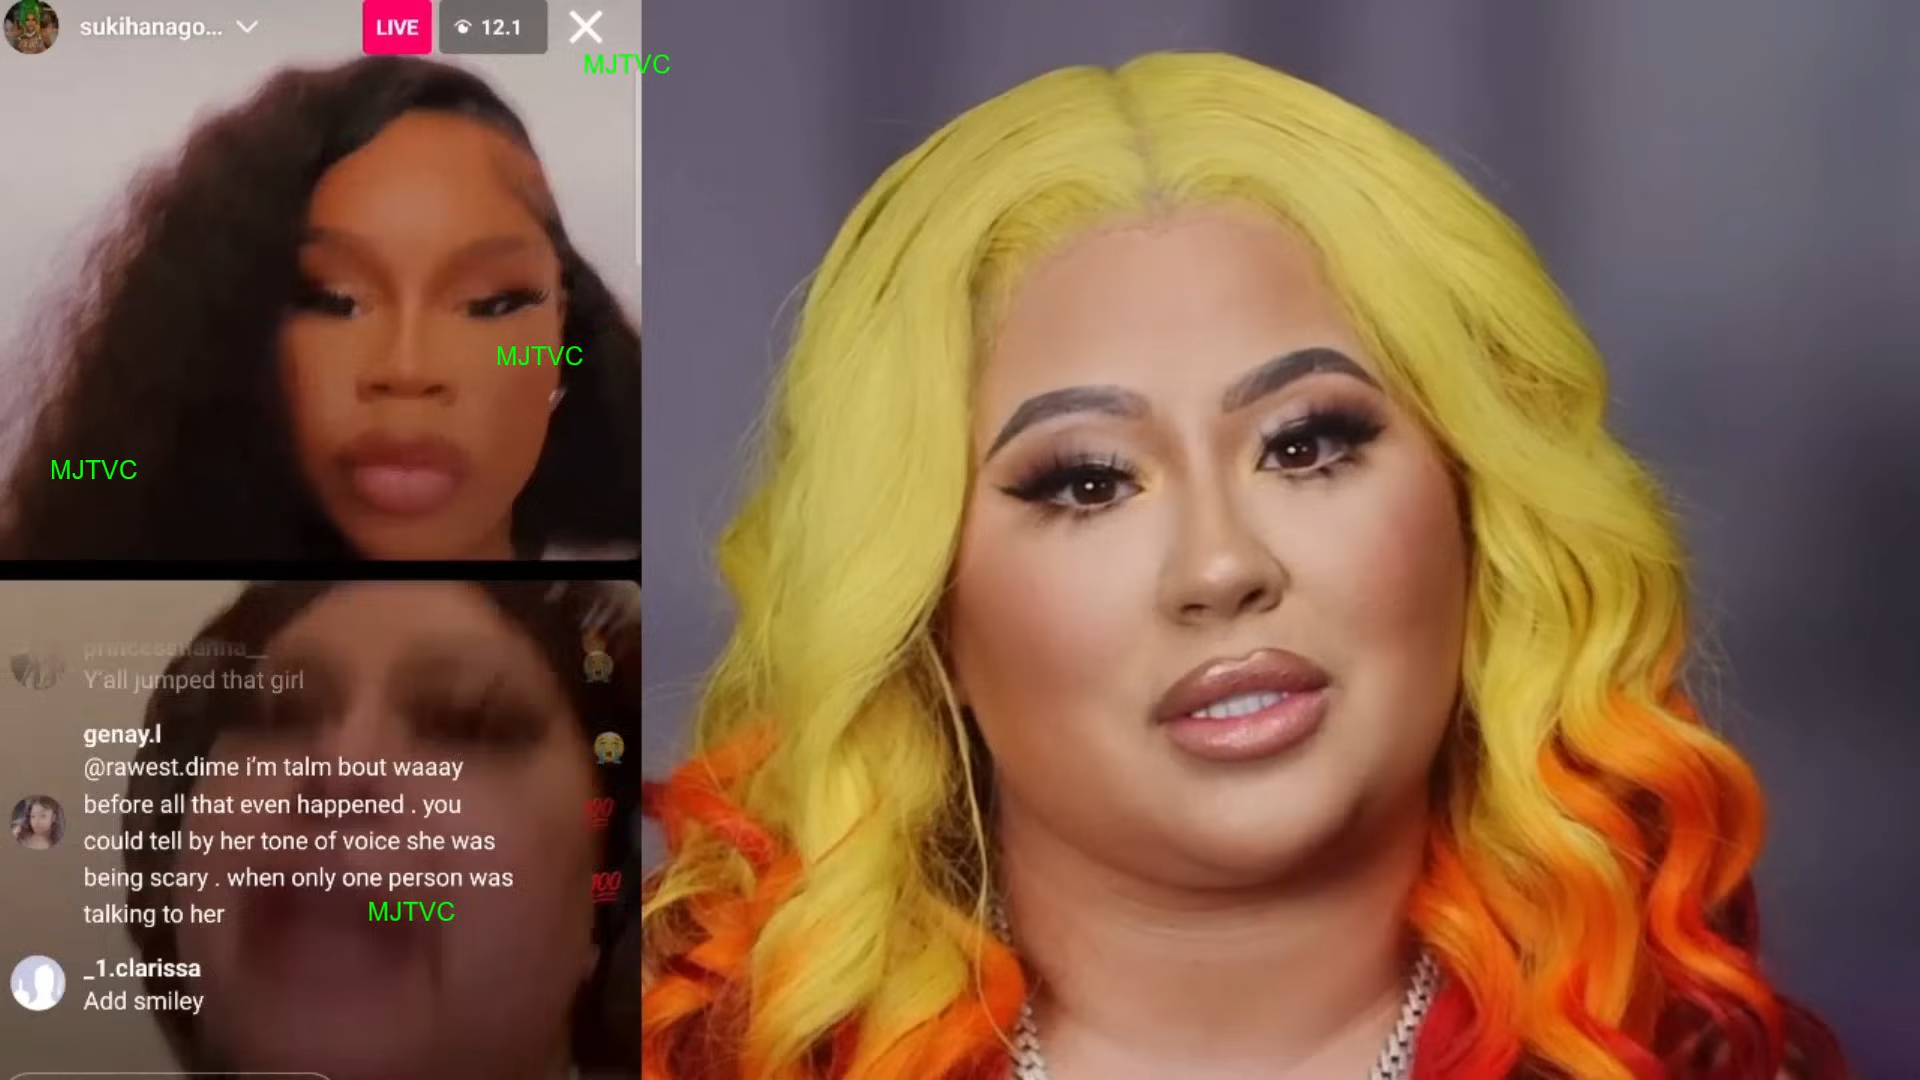 sukihanago...
LIVE
12.1
MJTVC
MJTVC
MJTVC
Y'all jumped that girl
genay.l
@rawest.dime i'm talm bout waaay
before all that even happened . you
could tell by her tone of voice she was
being scary . when only one person was
talking to her
MJTVC
_1.clarissa
Add smiley